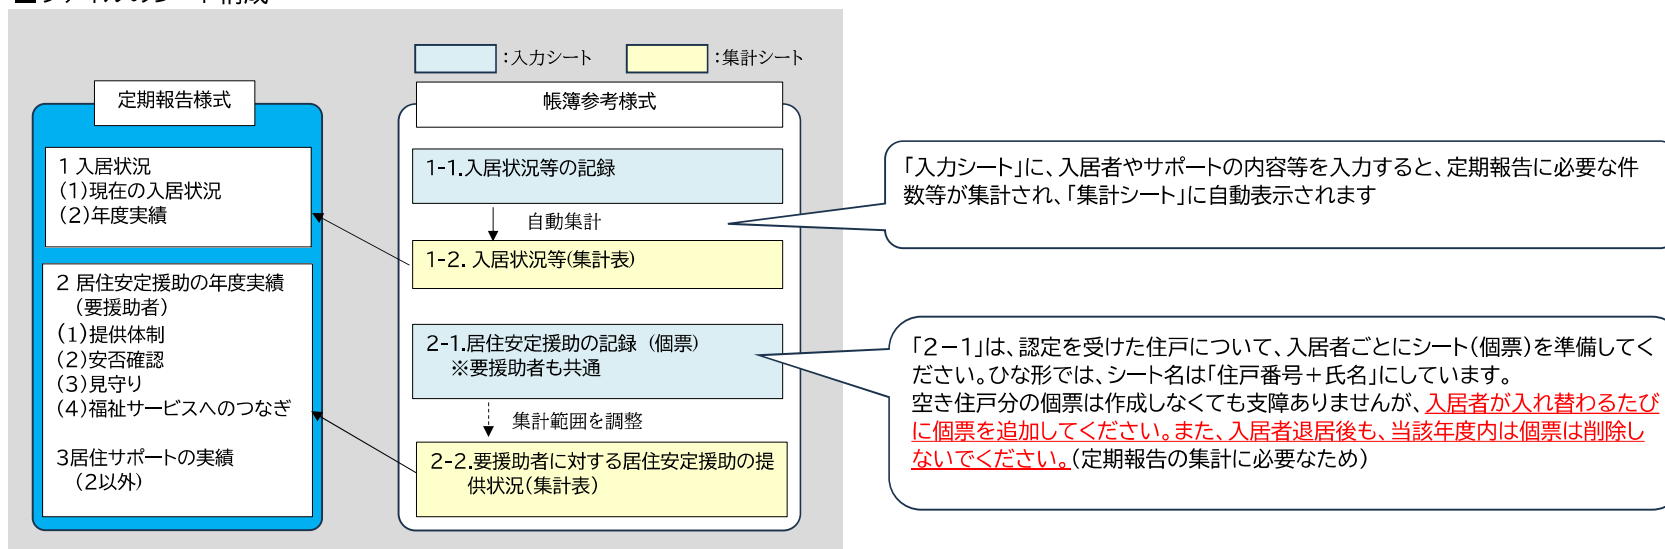 ■ファイルのシート構成
：入力シート
：集計シート
定期報告様式
1 入居状況
(1)現在の入居状況
(2)年度実績
2 居住安定援助の年度実績
（要援助者）
(1)提供体制
(2)安否確認
(3)見守り
(4)福祉サービスへのつなぎ
3居住サポートの実績
（2以外）
帳簿参考様式
1-1.入居状況等の記録
自動集計
1-2. 入居状況等(集計表)
2-1.居住安定援助の記録（個票）
※要援助者も共通
集計範囲を調整
2-2.要援助者に対する居住安定援助の提
供状況(集計表)
「入力シート」に、入居者やサポートの内容等を入力すると、定期報告に必要な件
数等が集計され、「集計シート」に自動表示されます
「２－１」は、認定を受けた住戸について、入居者ごとにシート(個票)を準備してく
ださい。ひな形では、シート名は「住戸番号＋氏名」にしています。
空き住戸分の個票は作成しなくても支障ありませんが、入居者が入れ替わるたび
に個票を追加してください。また、入居者退居後も、当該年度内は個票は削除し
ないでください。(定期報告の集計に必要なため)